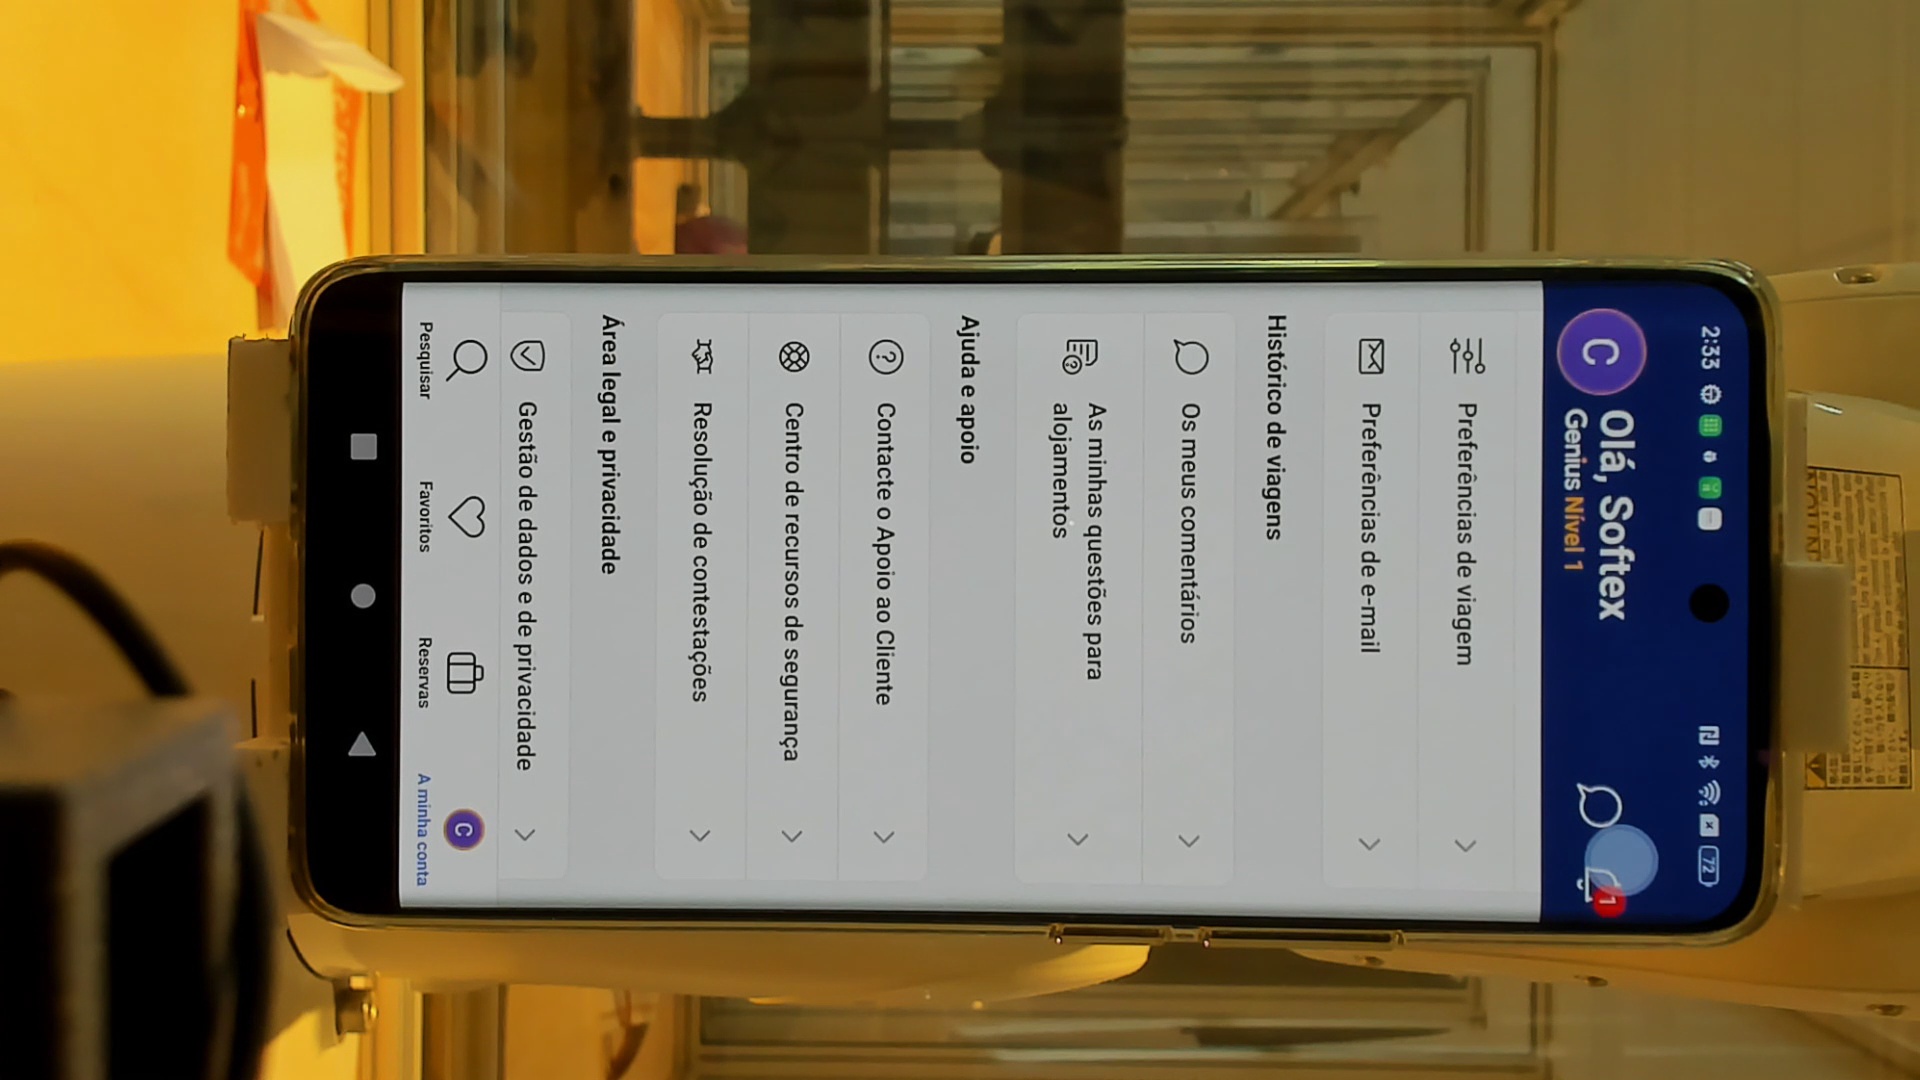 2:33
72
Olá, Softex
Genius Nível 1
1
C
Preferências de viagem
Preferências de e-mail
Histórico de viagens
Os meus comentários
As minhas questões para
alojamentos
Ajuda e apoio
Contacte o Apoio ao Cliente
Centro de recursos de segurança
Resolução de contestações
Área legal e privacidade
Gestão de dados e de privacidade
Pesquisar
Favoritos
Reservas
C
A minha conta